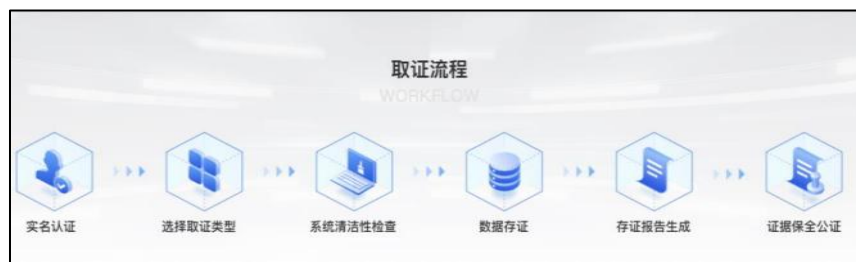 取证流程
WORKFLOW
实名认证
选择取证类型
系统清洁性检查
数据存证
存证报告生成
证据保全公证